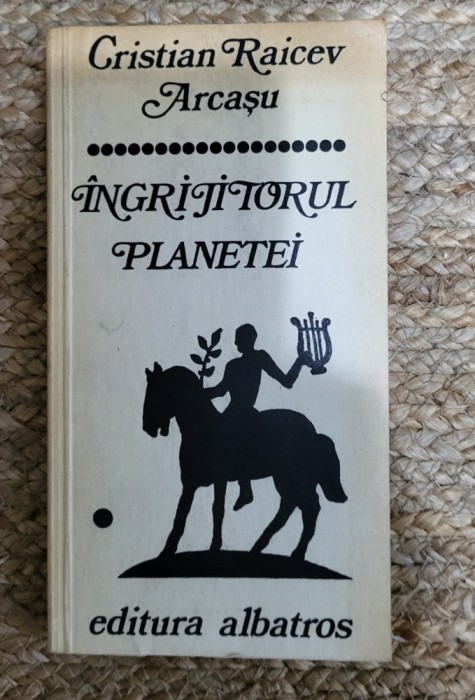 Cristian Raicev
Arcașu
ÎNGRIJITORUL
PLANETEI
editura albatros